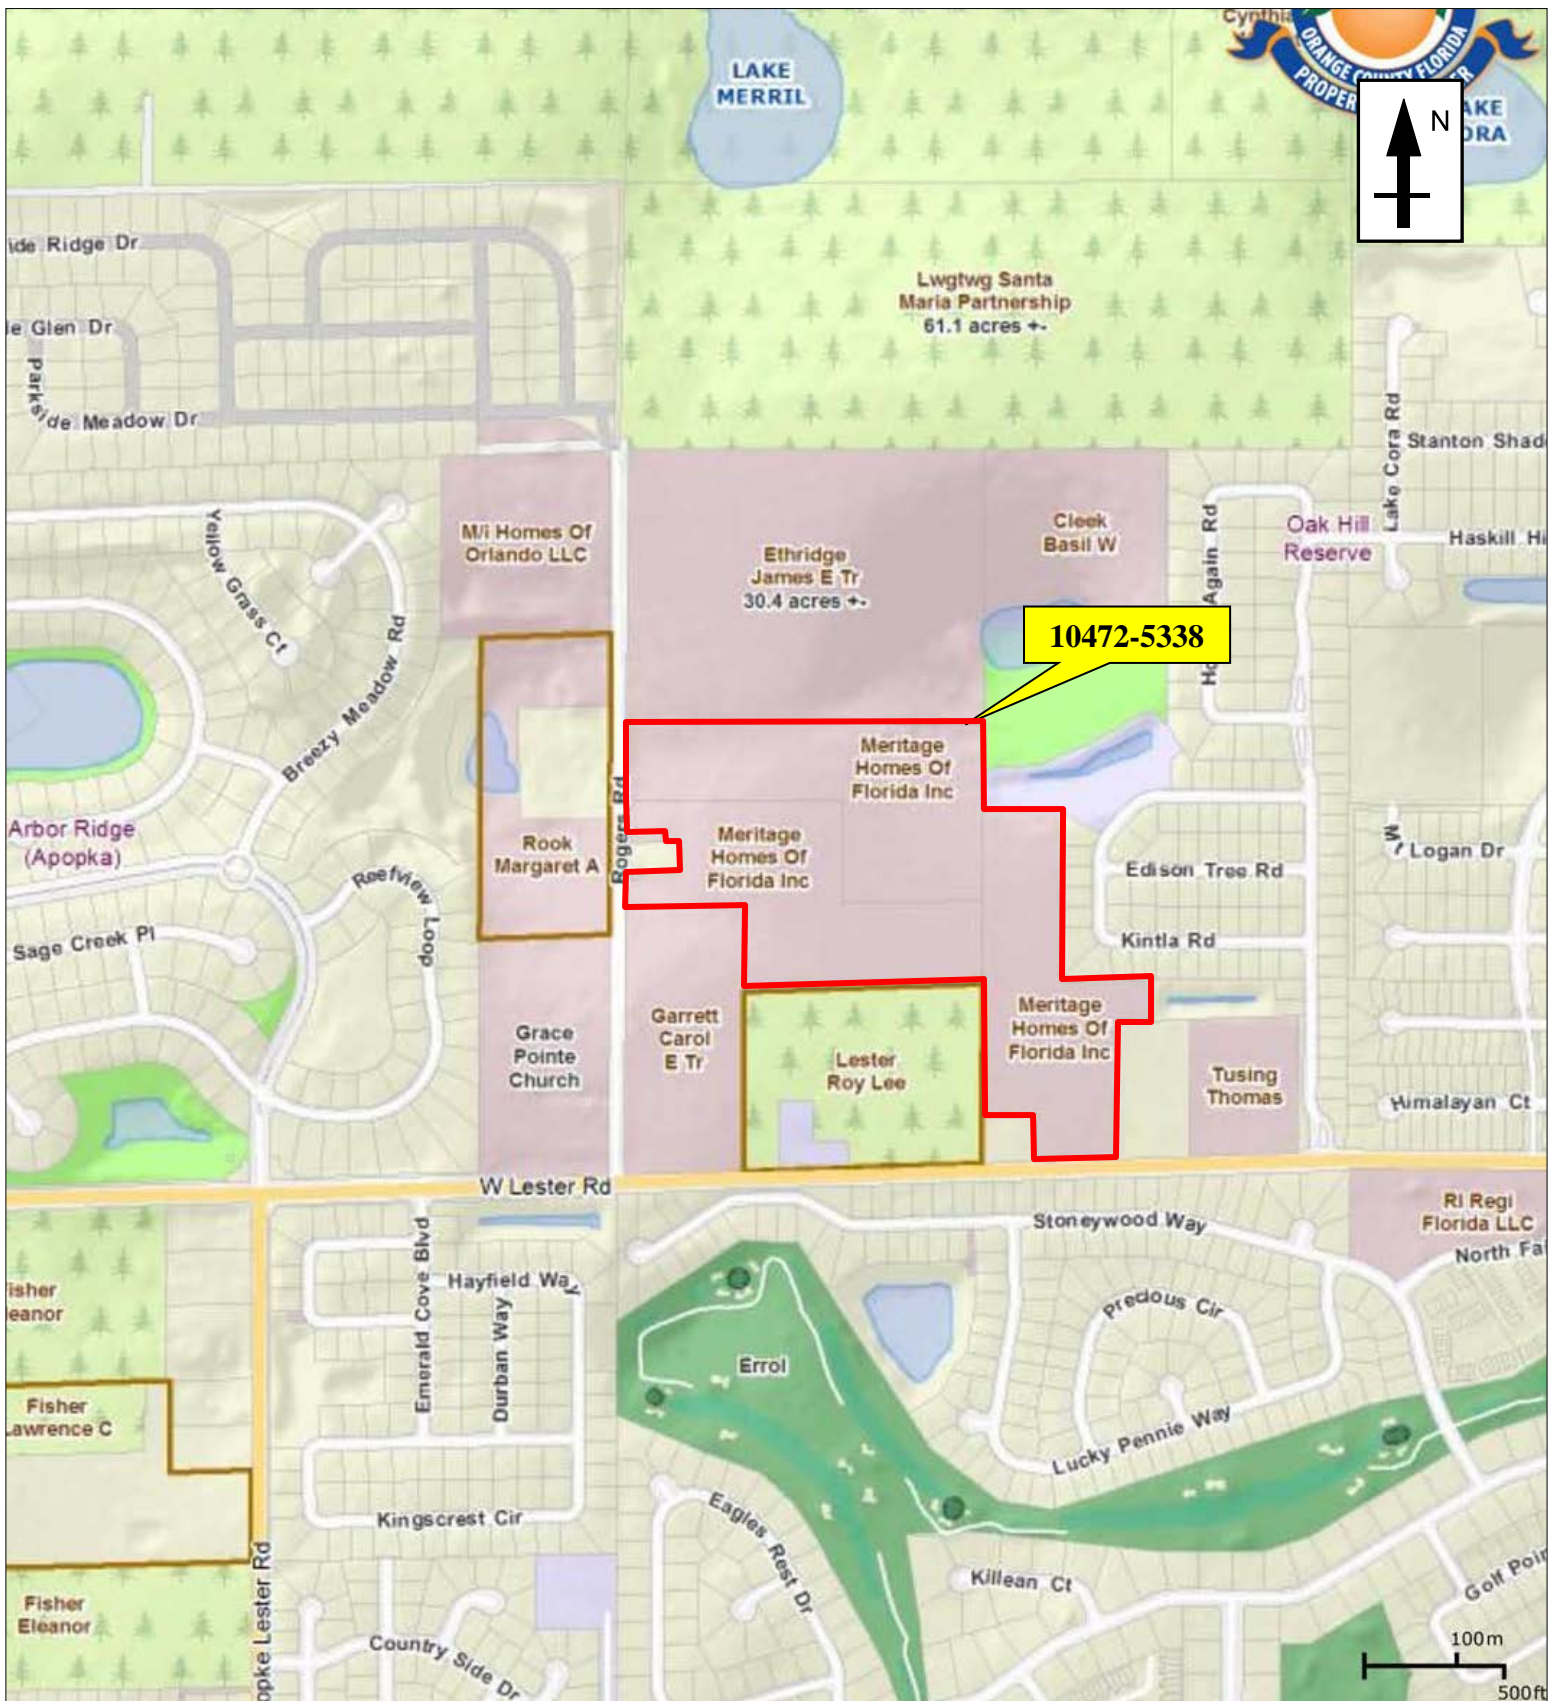 Cynthia
ORANGE COUNTY FLORIDA
LAKE
MERRIL
N
AKE
ORA
ide Ridge Dr
Lwgtwg Santa
Maria Partnership
61.1 acres +-
le Glen Dr
Parkside Meadow Dr
Lake Cora Rd
Stanton Shad
M/i Homes Of
Orlando LLC
Cleek
Basil W
Oak Hill
Reserve
Haskill Hi
Yellow Grass Ct
Ethridge
James E Tr
30.4 acres +-
Again Rd
10472-5338
Breezy Meadow Rd
Meritage
Homes Of
Florida Inc
Rogers Rd
Arbor Ridge
(Apopka)
Rook
Margaret A
Meritage
Homes Of
Florida Inc
Logan Dr
Edison Tree Rd
Reefview Loop
Sage Creek Pl
Kintla Rd
Grace
Pointe
Church
Garrett
Carol
E Tr
Meritage
Homes Of
Florida Inc
Lester
Roy Lee
Tusing
Thomas
Himalayan Ct
W Lester Rd
Rl Regi
Florida LLC
Stoneywood Way
North Fa
Emerald Cove Blvd
Hayfield Way
Durban Way
isher
eanor
Precious Cir
Errol
Fisher
Lawrence C
Lucky Pennie Way
Kingscrest Cir
Eagles Rest Dr
Killean Ct
Golf Poin
Fisher
Eleanor
opke Lester Rd
Country Side Dr
100m
500ft